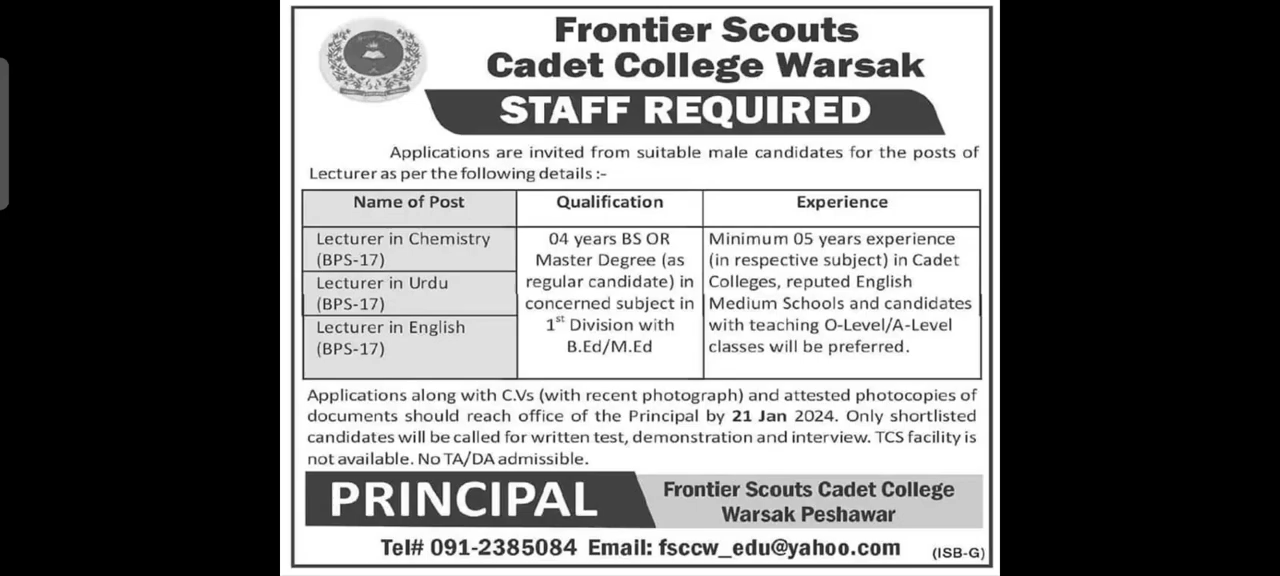 Frontier Scouts
Cadet College Warsak
STAFF REQUIRED
Applications are invited from suitable male candidates for the posts of
Lecturer as per the following details :-
Name of Post
Qualification
Experience
Lecturer in Chemistry
(BPS-17)
Lecturer in Urdu
(BPS-17)
Lecturer in English
(BPS-17)
04 years BS OR
Master Degree (as
regular candidate) in
concerned subject in
1st Division with
B.Ed/M.Ed
Minimum 05 years experience
(in respective subject) in Cadet
Colleges, reputed English
Medium Schools and candidates
with teaching O-Level/A-Level
classes will be preferred.
Applications along with C.Vs (with recent photograph) and attested photocopies of
documents should reach office of the Principal by 21 Jan 2024. Only shortlisted
candidates will be called for written test, demonstration and interview. TCS facility is
not available. No TA/DA admissible.
PRINCIPAL
Frontier Scouts Cadet College
Warsak Peshawar
Tel# 091-2385084 Email: fsccw_edu@yahoo.com
(ISB-G)